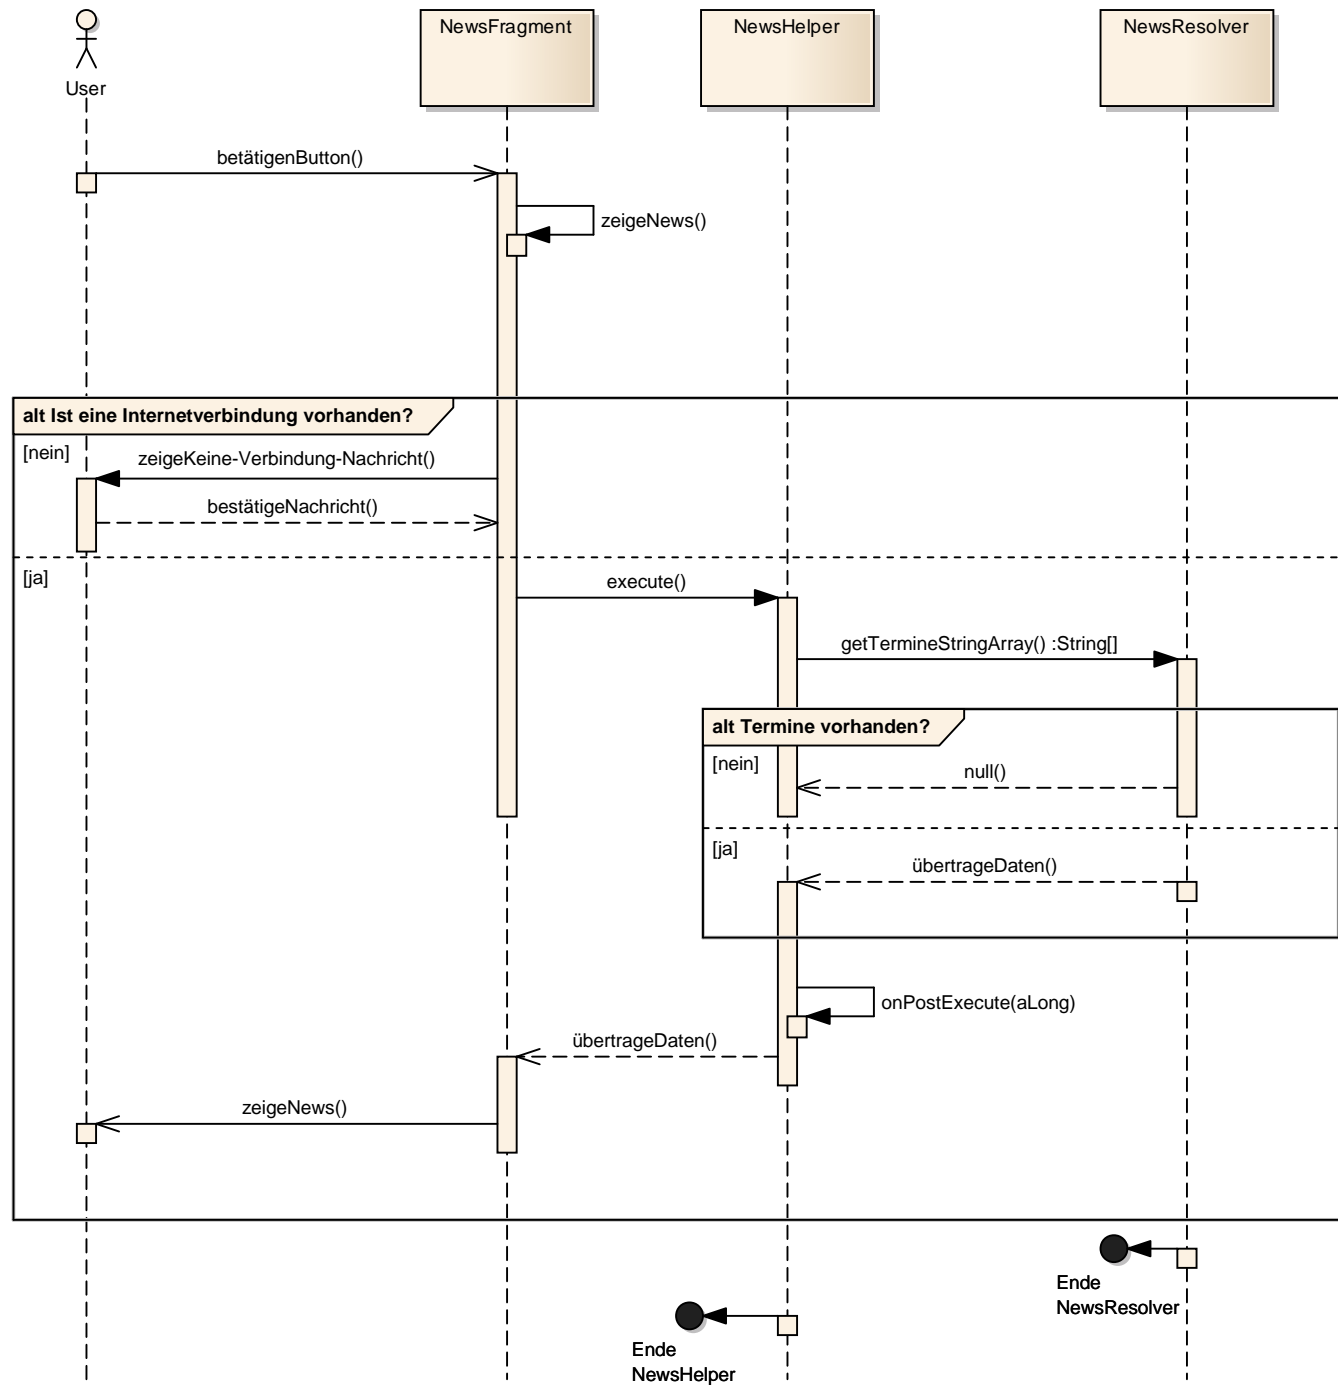 User
NewsFragment
NewsHelper
NewsResolver
betätigenButton()
zeigeNews()
alt Ist eine Internetverbindung vorhanden?
[nein]
zeigeKeine-Verbindung-Nachricht()
bestätigeNachricht()
[ja]
execute()
getTermineStringArray() :String[]
alt Termine vorhanden?
[nein]
null()
[ja]
übertrageDaten()
onPostExecute(aLong)
übertrageDaten()
zeigeNews()
Ende
NewsResolver
Ende
NewsHelper